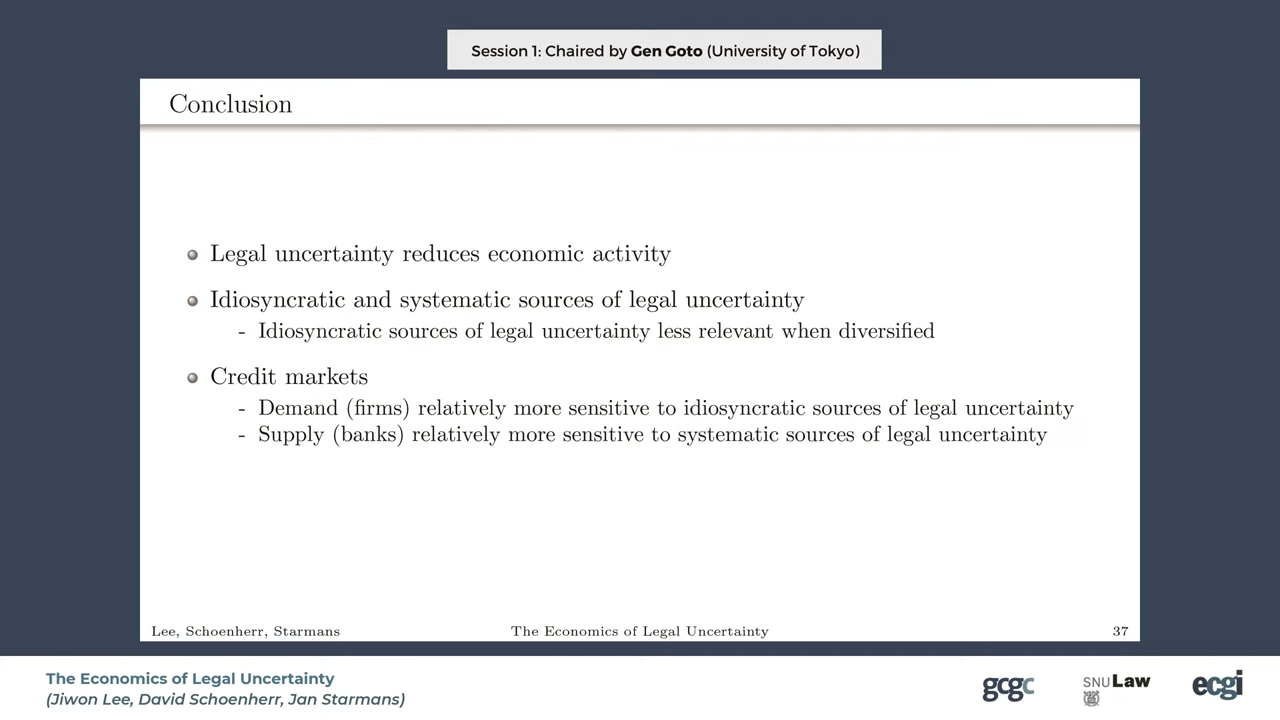 Session 1: Chaired by Gen Goto (University of Tokyo)
Conclusion
Legal uncertainty reduces economic activity
Idiosyncratic and systematic sources of legal uncertainty
- Idiosyncratic sources of legal uncertainty less relevant when diversified
Credit markets
- Demand (firms) relatively more sensitive to idiosyncratic sources of legal uncertainty
- Supply (banks) relatively more sensitive to systematic sources of legal uncertainty
Lee, Schoenherr, Starmans The Economics of Legal Uncertainty 37
The Economics of Legal Uncertainty
(Jiwon Lee, David Schoenherr, Jan Starmans)
gcgc SNU Law ecgi